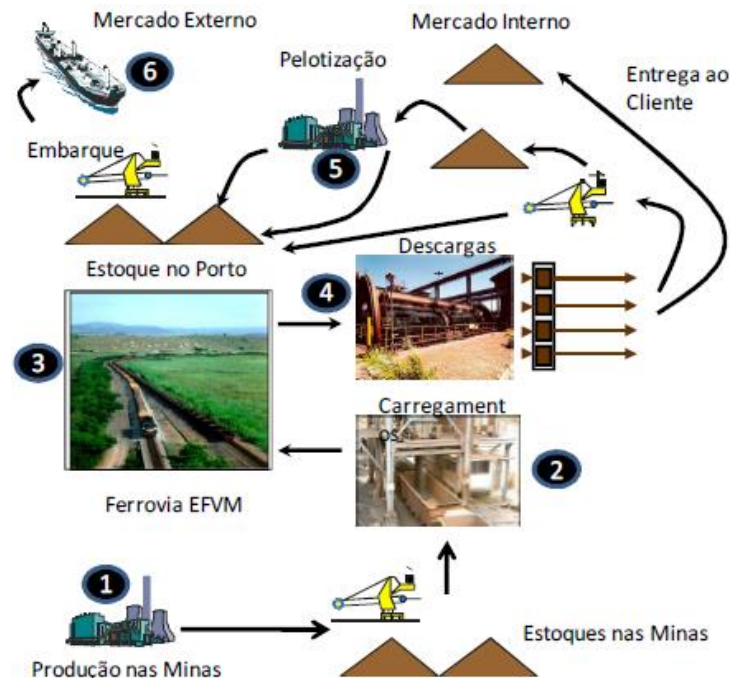 Mercado Externo
Mercado Interno
6
Pelotização
Entrega ao
Cliente
Embarque
5
Estoque no Porto
Descargas
4
3
Carregament
os
2
Ferrovia EFVM
1
Estoques nas Minas
Produção nas Minas